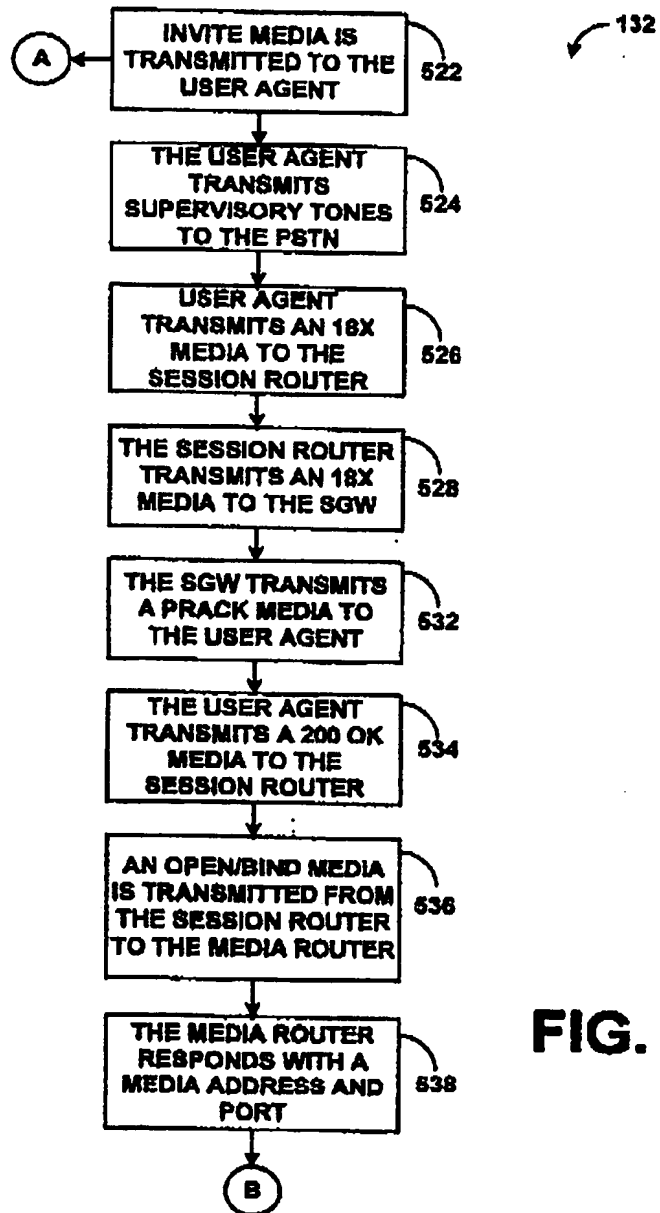 132
INVITE MEDIA IS
TRANSMITTED TO THE
USER AGENT
522
A
THE USER AGENT
TRANSMITS
SUPERVISORY TONES
TO THE PSTN
524
USER AGENT
TRANSMITS AN 18X
MEDIA TO THE
SESSION ROUTER
526
THE SESSION ROUTER
TRANSMITS AN 18X
MEDIA TO THE SGW
528
THE SGW TRANSMITS
A PRACK MEDIA TO
THE USER AGENT
532
THE USER AGENT
TRANSMITS A 200 OK
MEDIA TO THE
SESSION ROUTER
534
AN OPEN/BIND MEDIA
IS TRANSMITTED FROM
THE SESSION ROUTER
TO THE MEDIA ROUTER
536
THE MEDIA ROUTER
RESPONDS WITH A
MEDIA ADDRESS AND
PORT
538
FIG.
B